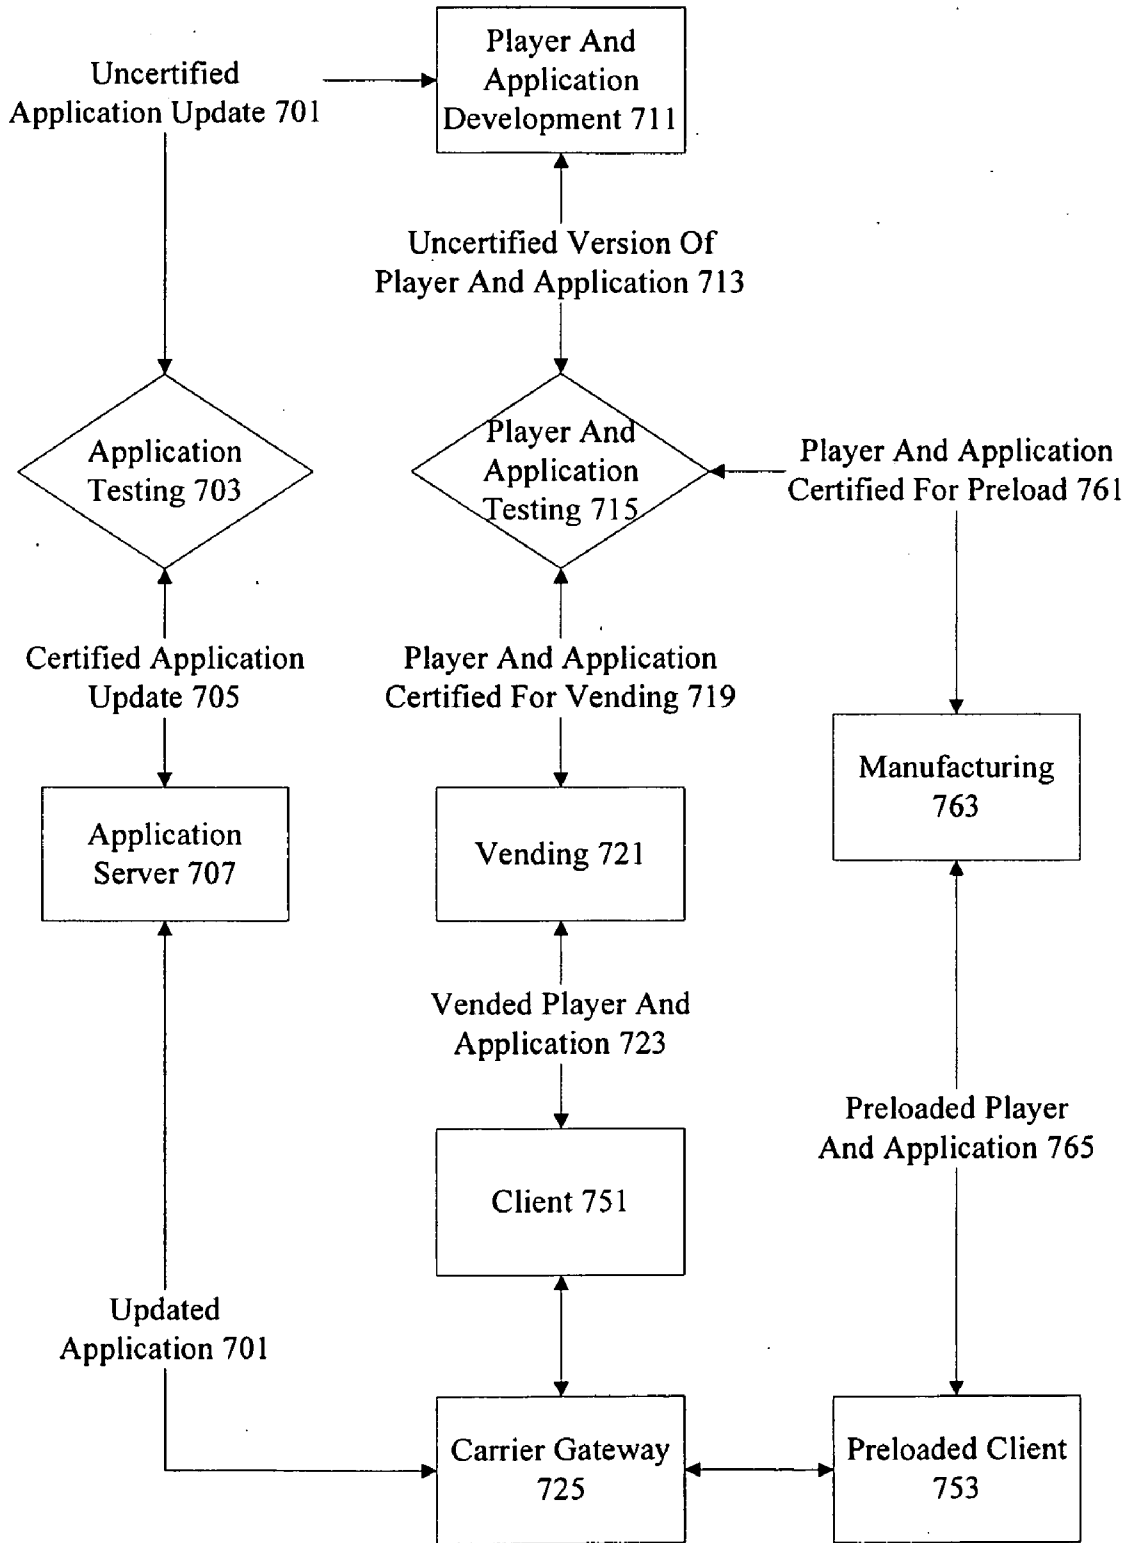 Player And
Application
Development 711
Uncertified
Application Update 701
Uncertified Version Of
Player And Application 713
Application
Testing 703
Player And
Application
Testing 715
Player And Application
Certified For Preload 761
Certified Application
Update 705
Player And Application
Certified For Vending 719
Manufacturing
763
Application
Server 707
Vending 721
Vended Player And
Application 723
Preloaded Player
And Application 765
Client 751
Updated
Application 701
Carrier Gateway
725
Preloaded Client
753